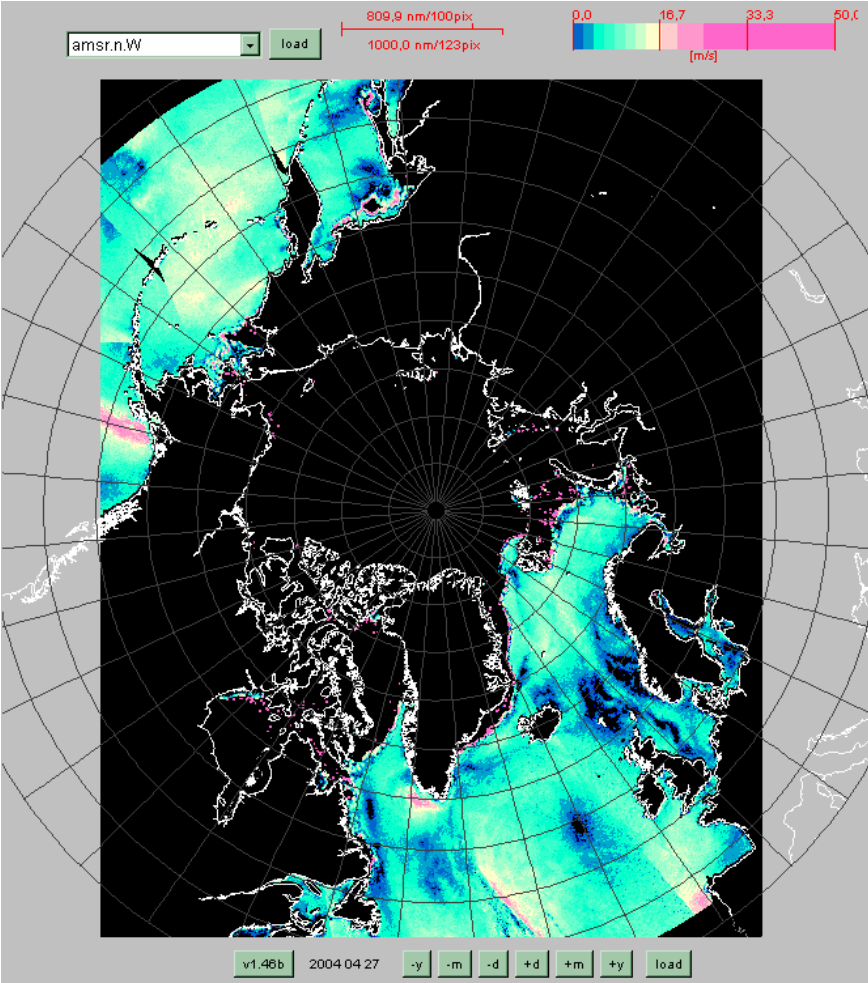 amsr.n.W load
809,9 nm/100pix
1000,0 nm/123pix
0,0 16,7 33,3 50,0
[m/s]
v1.46b 2004 04 27 -y -m -d +d +m +y load